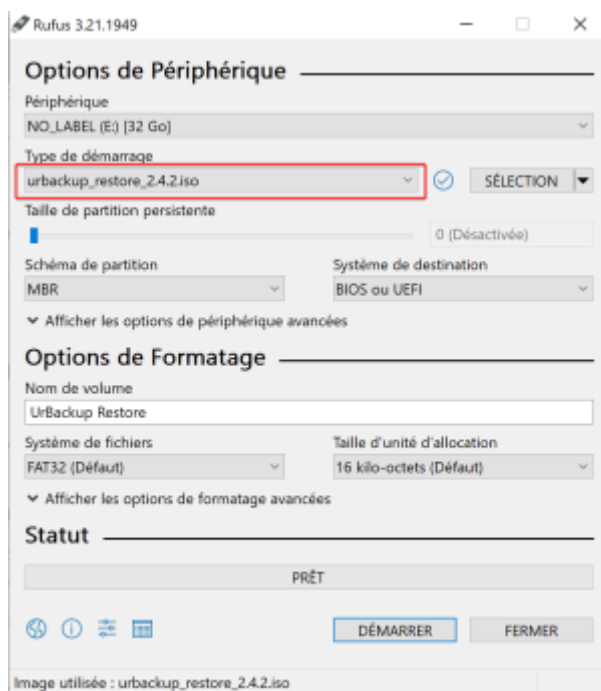 Rufus 3.21.1949
Options de Périphérique
Périphérique
NO_LABEL (E:) [32 Go]
Type de démarrage
urbackup_restore_2.4.2.iso
SÉLECTION
Taille de partition persistente
0 (Désactivée)
Schéma de partition Système de destination
MBR BIOS ou UEFI
Afficher les options de périphérique avancées
Options de Formatage
Nom de volume
UrBackup Restore
Système de fichiers Taille d'unité d'allocation
FAT32 (Défaut) 16 kilo-octets (Défaut)
Afficher les options de formatage avancées
Statut
PRÊT
DÉMARRER FERMER
Image utilisée : urbackup_restore_2.4.2.iso